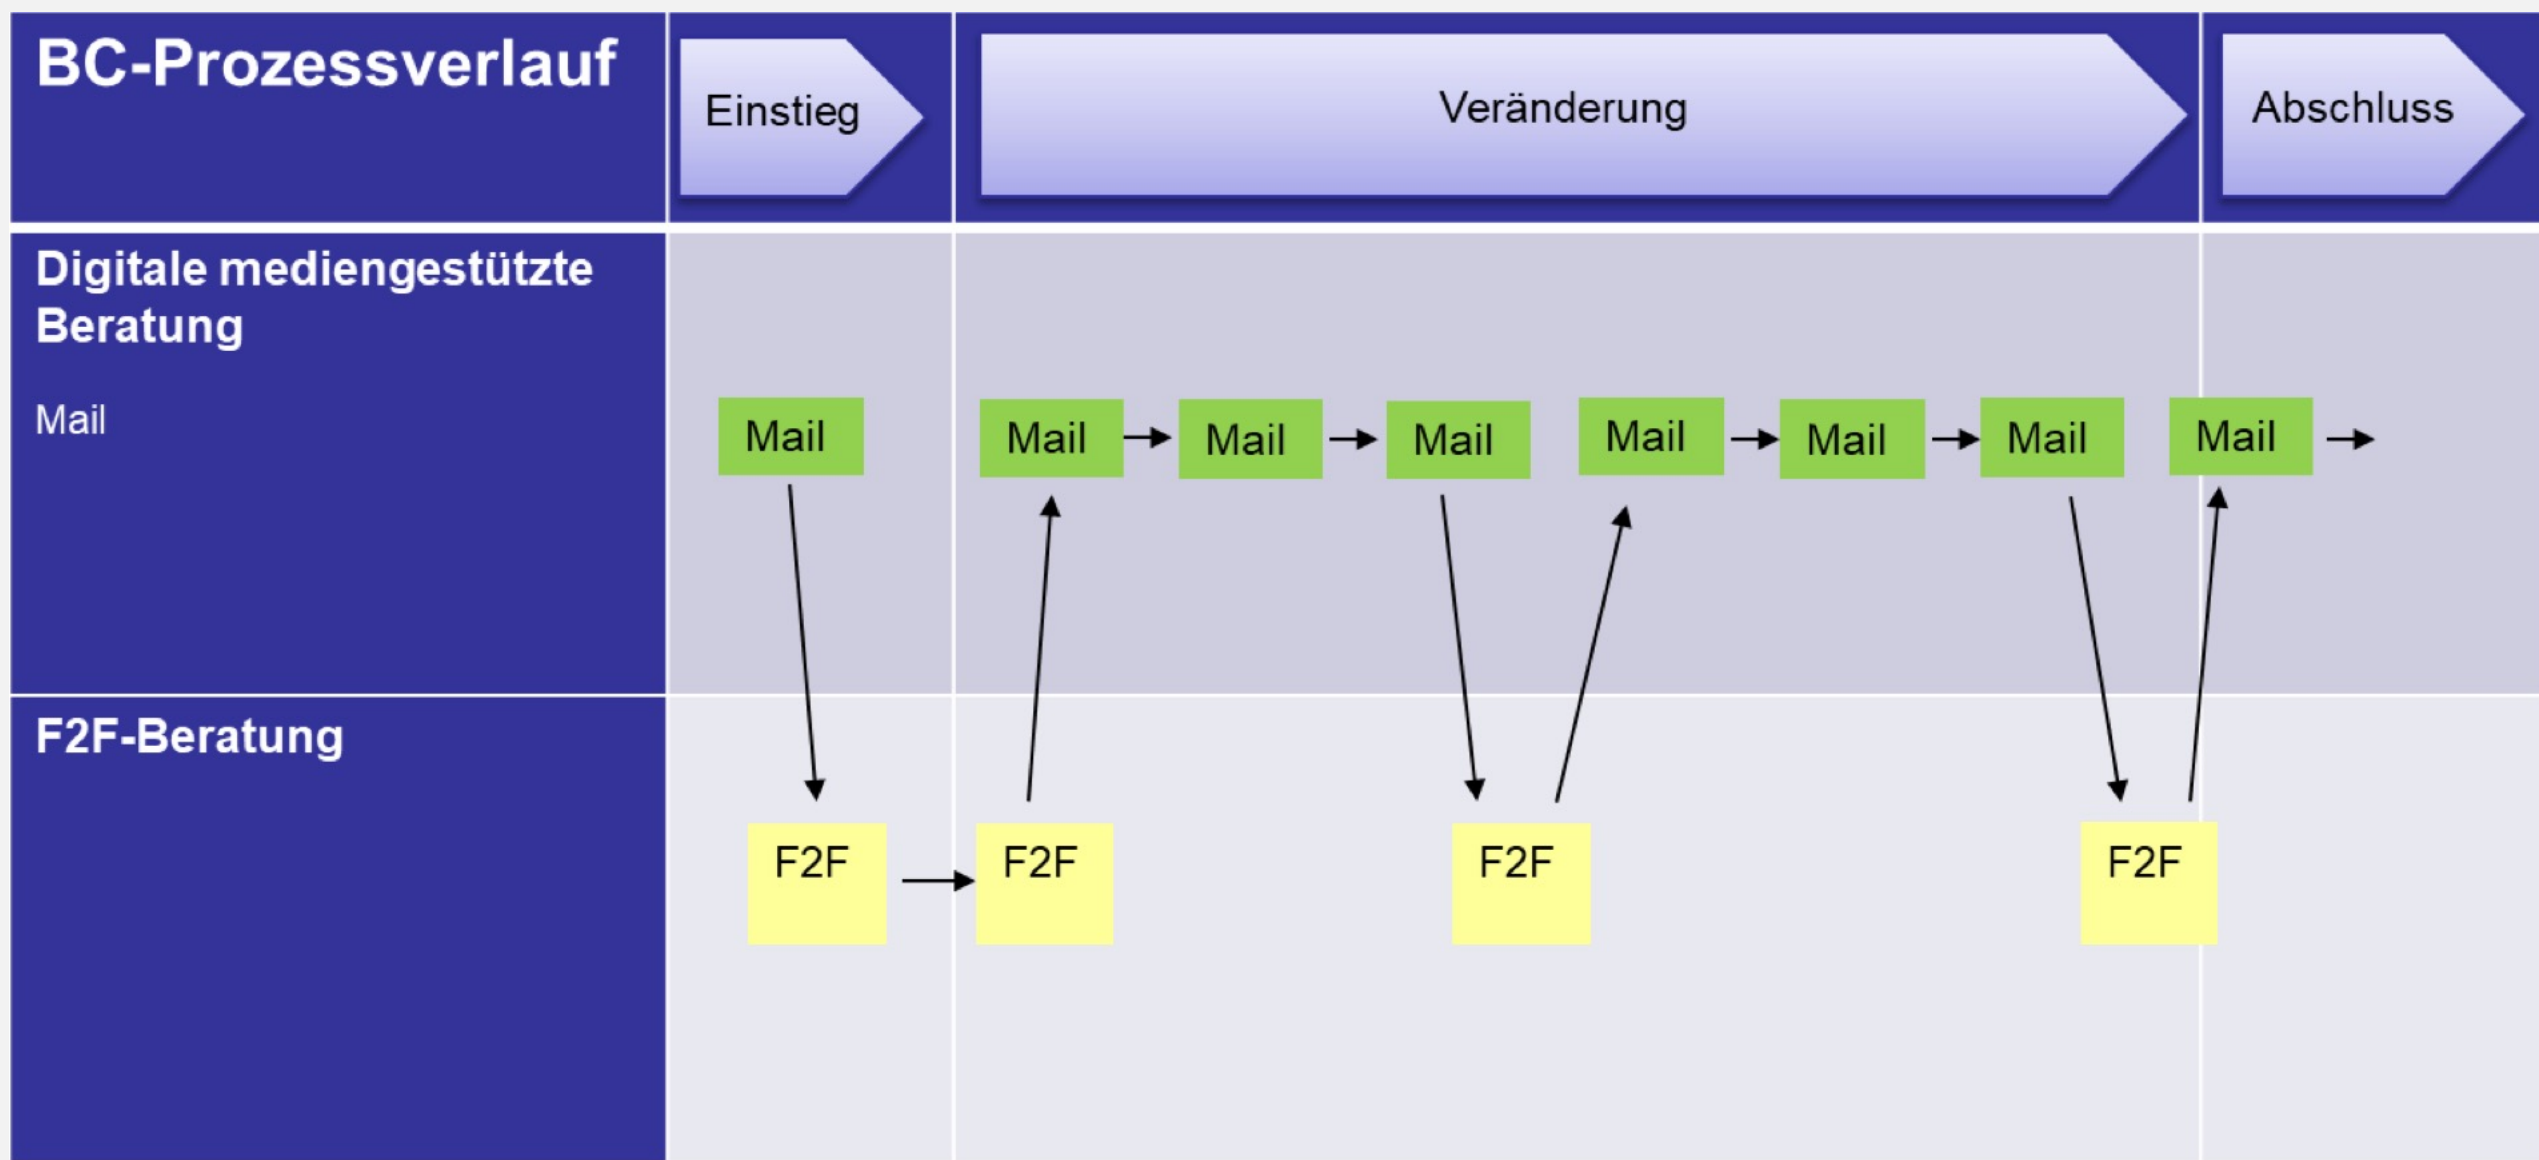 BC-Prozessverlauf
Einstieg
Veränderung
Abschluss
Digitale mediengestützte
Beratung
Mail
Mail
Mail
Mail
Mail
Mail
Mail
Mail
Mail
F2F-Beratung
F2F
F2F
F2F
F2F